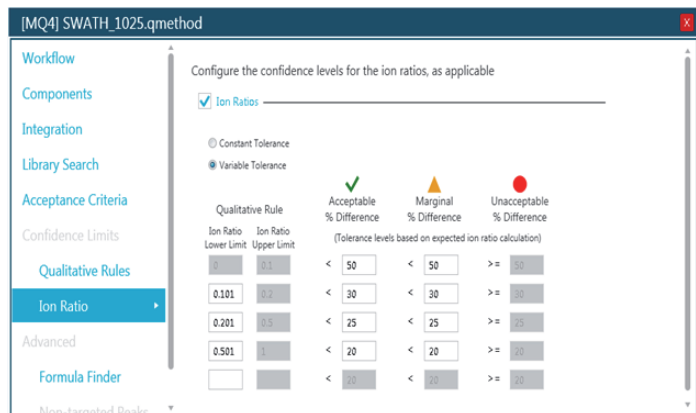 [MQ4] SWATH_1025.qmethod X
Workflow
Components
Integration
Library Search
Acceptance Criteria
Confidence Limits
Qualitative Rules
Ion Ratio
Advanced
Formula Finder
Non-targeted Peaks
Configure the confidence levels for the ion ratios, as applicable
Ion Ratios
Constant Tolerance
Variable Tolerance
Qualitative Rule
Acceptable
% Difference
Marginal
% Difference
Unacceptable
% Difference
Ion Ratio
Lower Limit
Ion Ratio
Upper Limit
(Tolerance levels based on expected ion ratio calculation)
0 0.1 < 50 < 50 >= 50
0.101 0.2 < 30 < 30 >= 30
0.201 0.5 < 25 < 25 >= 25
0.501 1 < 20 < 20 >= 20
< 20 < 20 >= 20